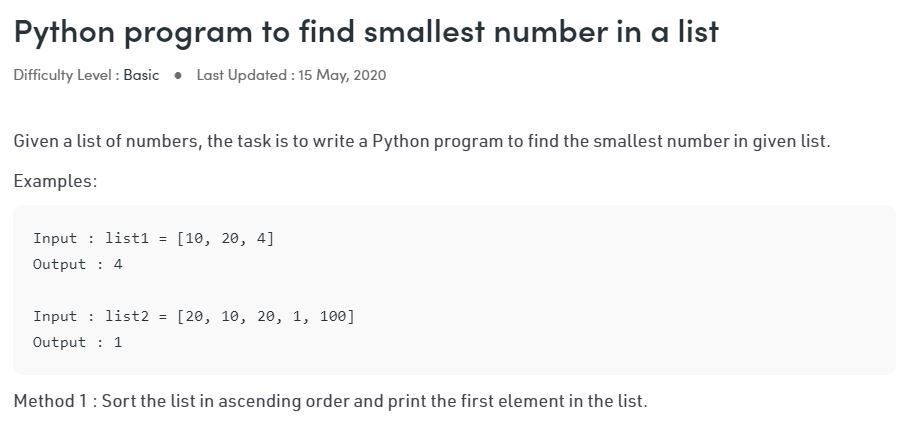 Python program to find smallest number in a list
Difficulty Level : Basic ● Last Updated : 15 May, 2020
Given a list of numbers, the task is to write a Python program to find the smallest number in given list.
Examples:
Input : list1 = [10, 20, 4]
Output : 4
Input : list2 = [20, 10, 20, 1, 100]
Output : 1
Method 1 : Sort the list in ascending order and print the first element in the list.